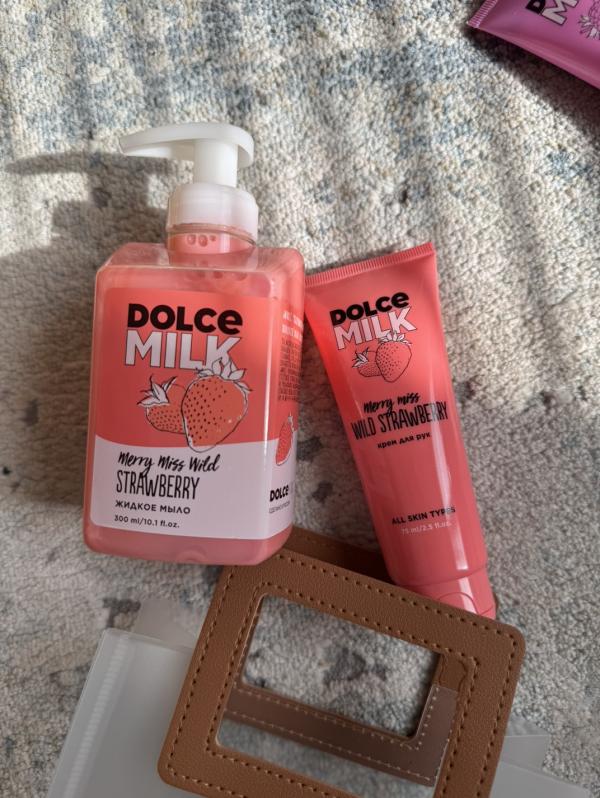 DOLCE
MILK
Merry Miss Wild
STRAWBERRY
ЖИДКОЕ МЫЛО
300 ml/10.1 fl.oz.
DOLCE
DOLCE
MILK
merry miss
WILD STRAWBERRY
крем для рук
ALL SKIN TYPES
75 ml/2.5 fl.oz.